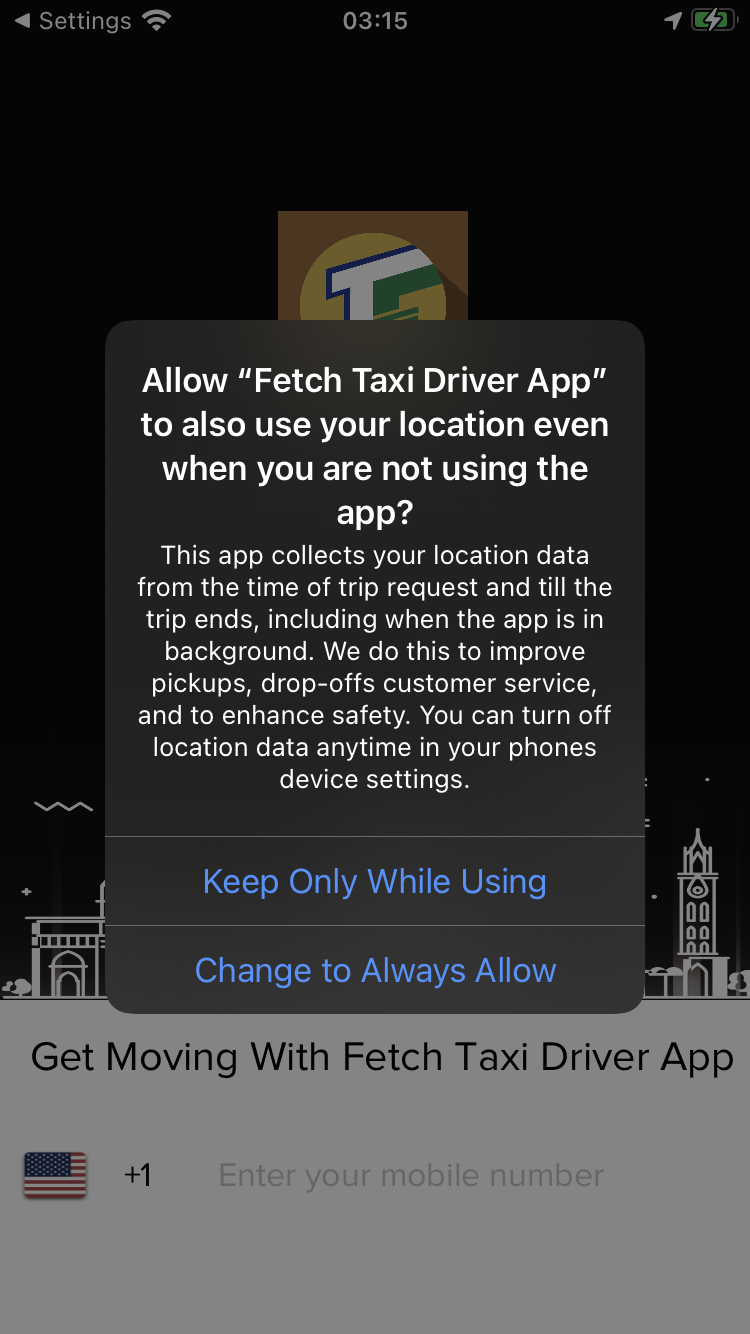 Settings
03:15
Allow “Fetch Taxi Driver App”
to also use your location even
when you are not using the
app?
This app collects your location data
from the time of trip request and till the
trip ends, including when the app is in
background. We do this to improve
pickups, drop-offs customer service,
and to enhance safety. You can turn off
location data anytime in your phones
device settings.
Keep Only While Using
Change to Always Allow
Get Moving With Fetch Taxi Driver App
+1 Enter your mobile number